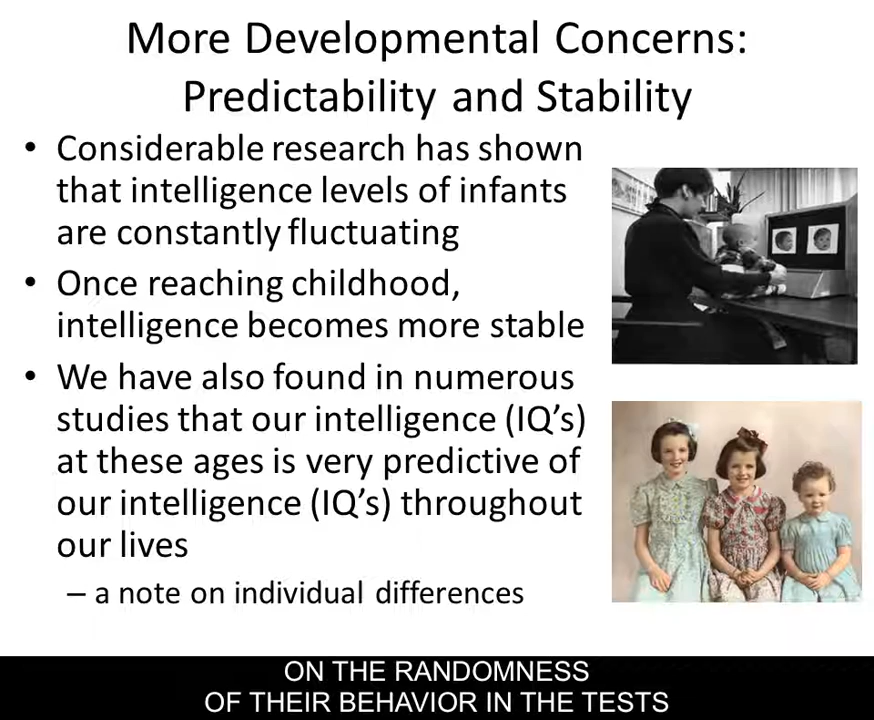 More Developmental Concerns:
Predictability and Stability
• Considerable research has shown
that intelligence levels of infants
are constantly fluctuating
• Once reaching childhood,
intelligence becomes more stable
• We have also found in numerous
studies that our intelligence (IQ’s)
at these ages is very predictive of
our intelligence (IQ’s) throughout
our lives
– a note on individual differences
ON THE RANDOMNESS
OF THEIR BEHAVIOR IN THE TESTS